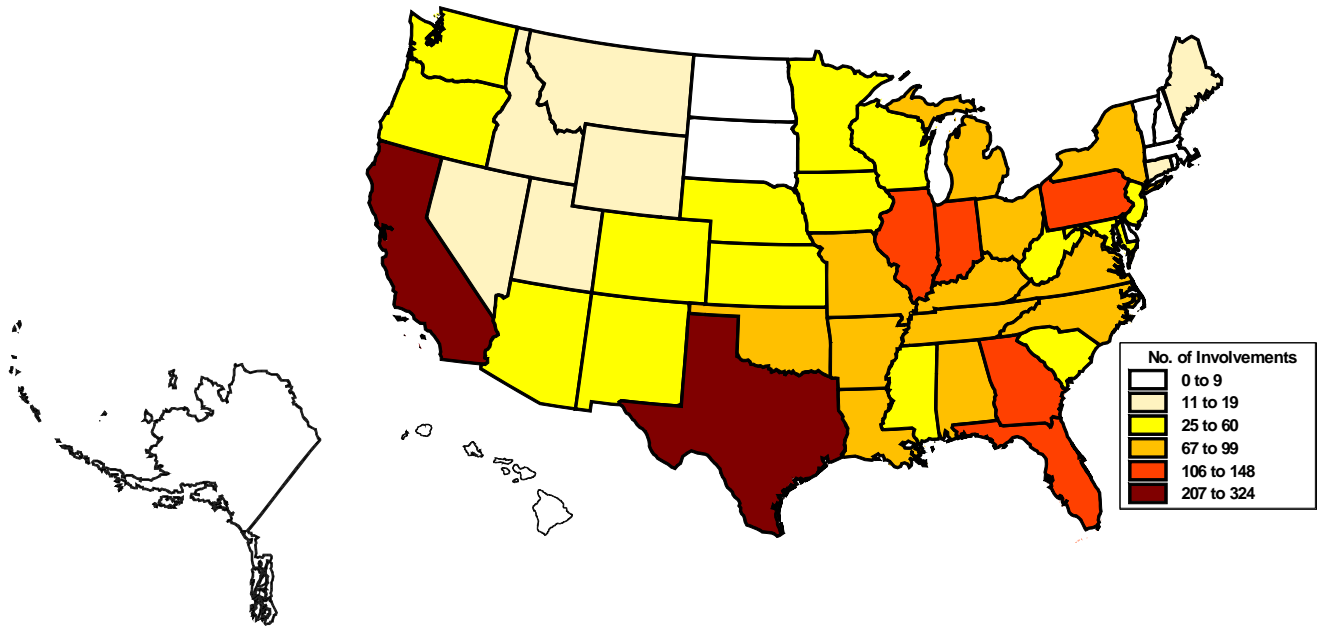 No. of Involvements
0 to 9
11 to 19
25 to 60
67 to 99
106 to 148
207 to 324